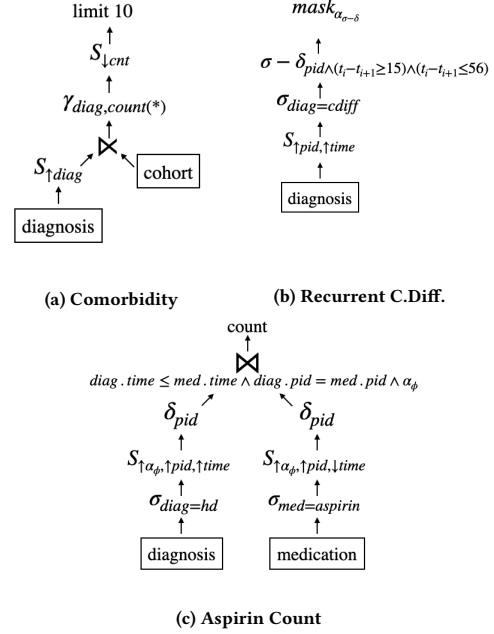 limit 10
S↓cnt
γdiag,count(*)
⋈
S↑diag
cohort
diagnosis
(a) Comorbidity
maskασ−δ
σ − δpid∧(ti−ti+1≥15)∧(ti−ti+1≤56)
σdiag=cdiff
S↑pid,↑time
diagnosis
(b) Recurrent C.Diff.
count
⋈
diag.time ≤ med.time ∧ diag.pid = med.pid ∧ αϕ
δpid δpid
S↑αϕ,↑pid,↑time S↑αϕ,↑pid,↓time
σdiag=hd σmed=aspirin
diagnosis medication
(c) Aspirin Count